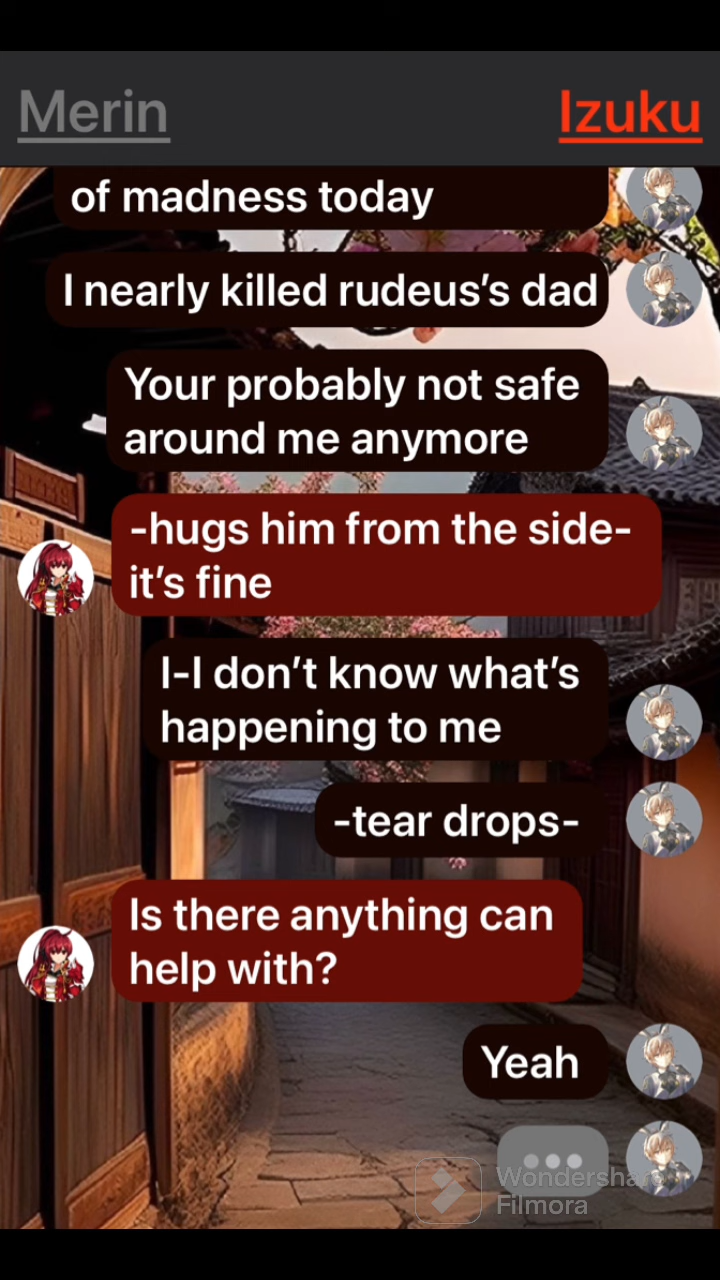 Merin
Izuku
of madness today
I nearly killed rudeus’s dad
Your probably not safe
around me anymore
-hugs him from the side-
it’s fine
I-I don’t know what’s
happening to me
-tear drops-
Is there anything can
help with?
Yeah
Wondershare
Filmora